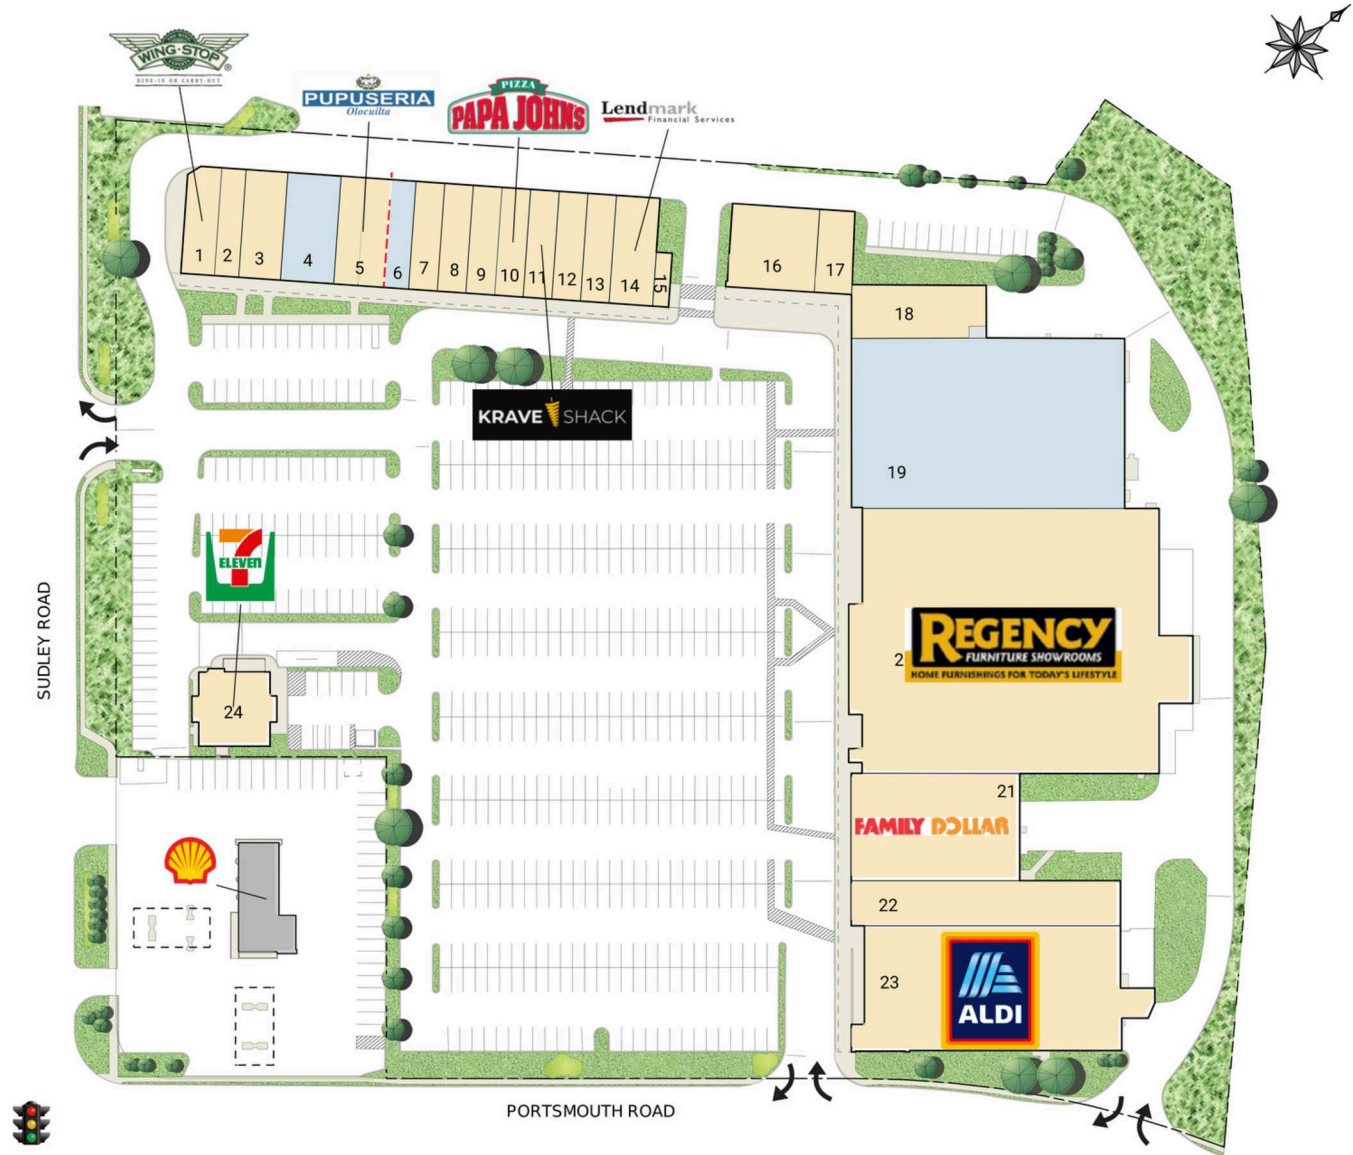 WING·STOP
DINE-IN OR CARRY-OUT
PUPUSERIA
Olocuilta
PIZZA
PAPA JOHN'S
Lendmark
Financial Services
1
2
3
4
5
6
7
8
9
10
11
12
13
14
15
16
17
18
19
KRAVE SHACK
7
ELEVEN
24
SUDLEY ROAD
2
REGENCY
FURNITURE SHOWROOMS
HOME FURNISHINGS FOR TODAY'S LIFESTYLE
21
FAMILY DOLLAR
22
23
ALDI
PORTSMOUTH ROAD